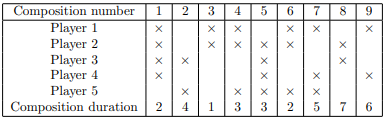 Composition number 1 2 3 4 5 6 7 8 9
Player 1 × × × × × ×
Player 2 × × × × × ×
Player 3 × × × ×
Player 4 × × × ×
Player 5 × × × × ×
Composition duration 2 4 1 3 3 2 5 7 6